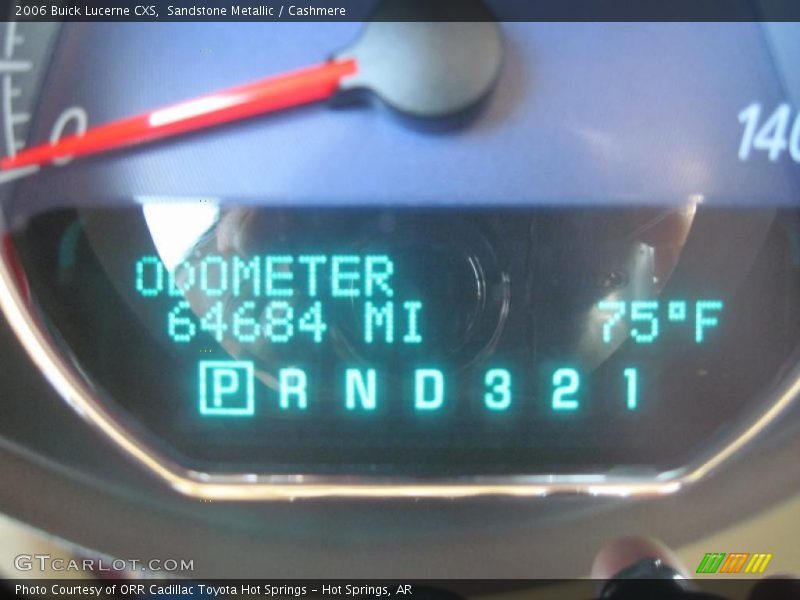 2006 Buick Lucerne CXS, Sandstone Metallic / Cashmere
0
140
ODOMETER
64684 MI 75°F
P R N D 3 2 1
GTCARLOT.COM
Photo Courtesy of ORR Cadillac Toyota Hot Springs - Hot Springs, AR